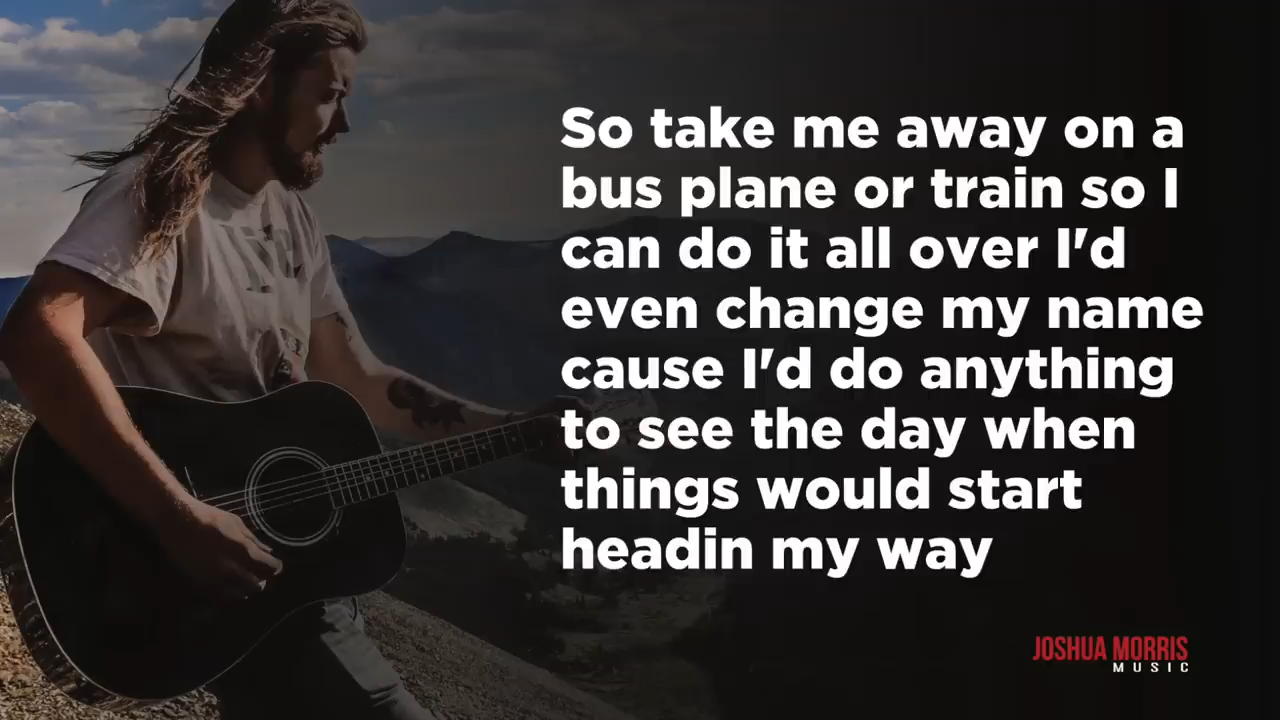 So take me away on a
bus plane or train so I
can do it all over I'd
even change my name
cause I'd do anything
to see the day when
things would start
headin my way
JOSHUA MORRIS
MUSIC